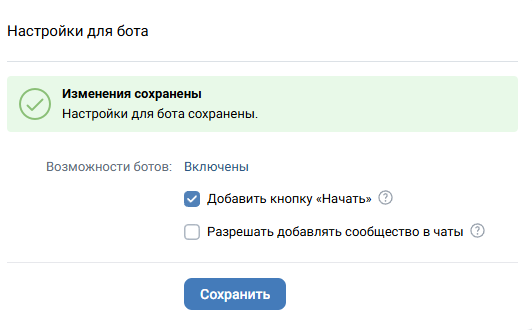 Настройки для бота
Изменения сохранены
Настройки для бота сохранены.
Возможности ботов: Включены
Добавить кнопку «Начать» ?
Разрешать добавлять сообщество в чаты ?
Сохранить